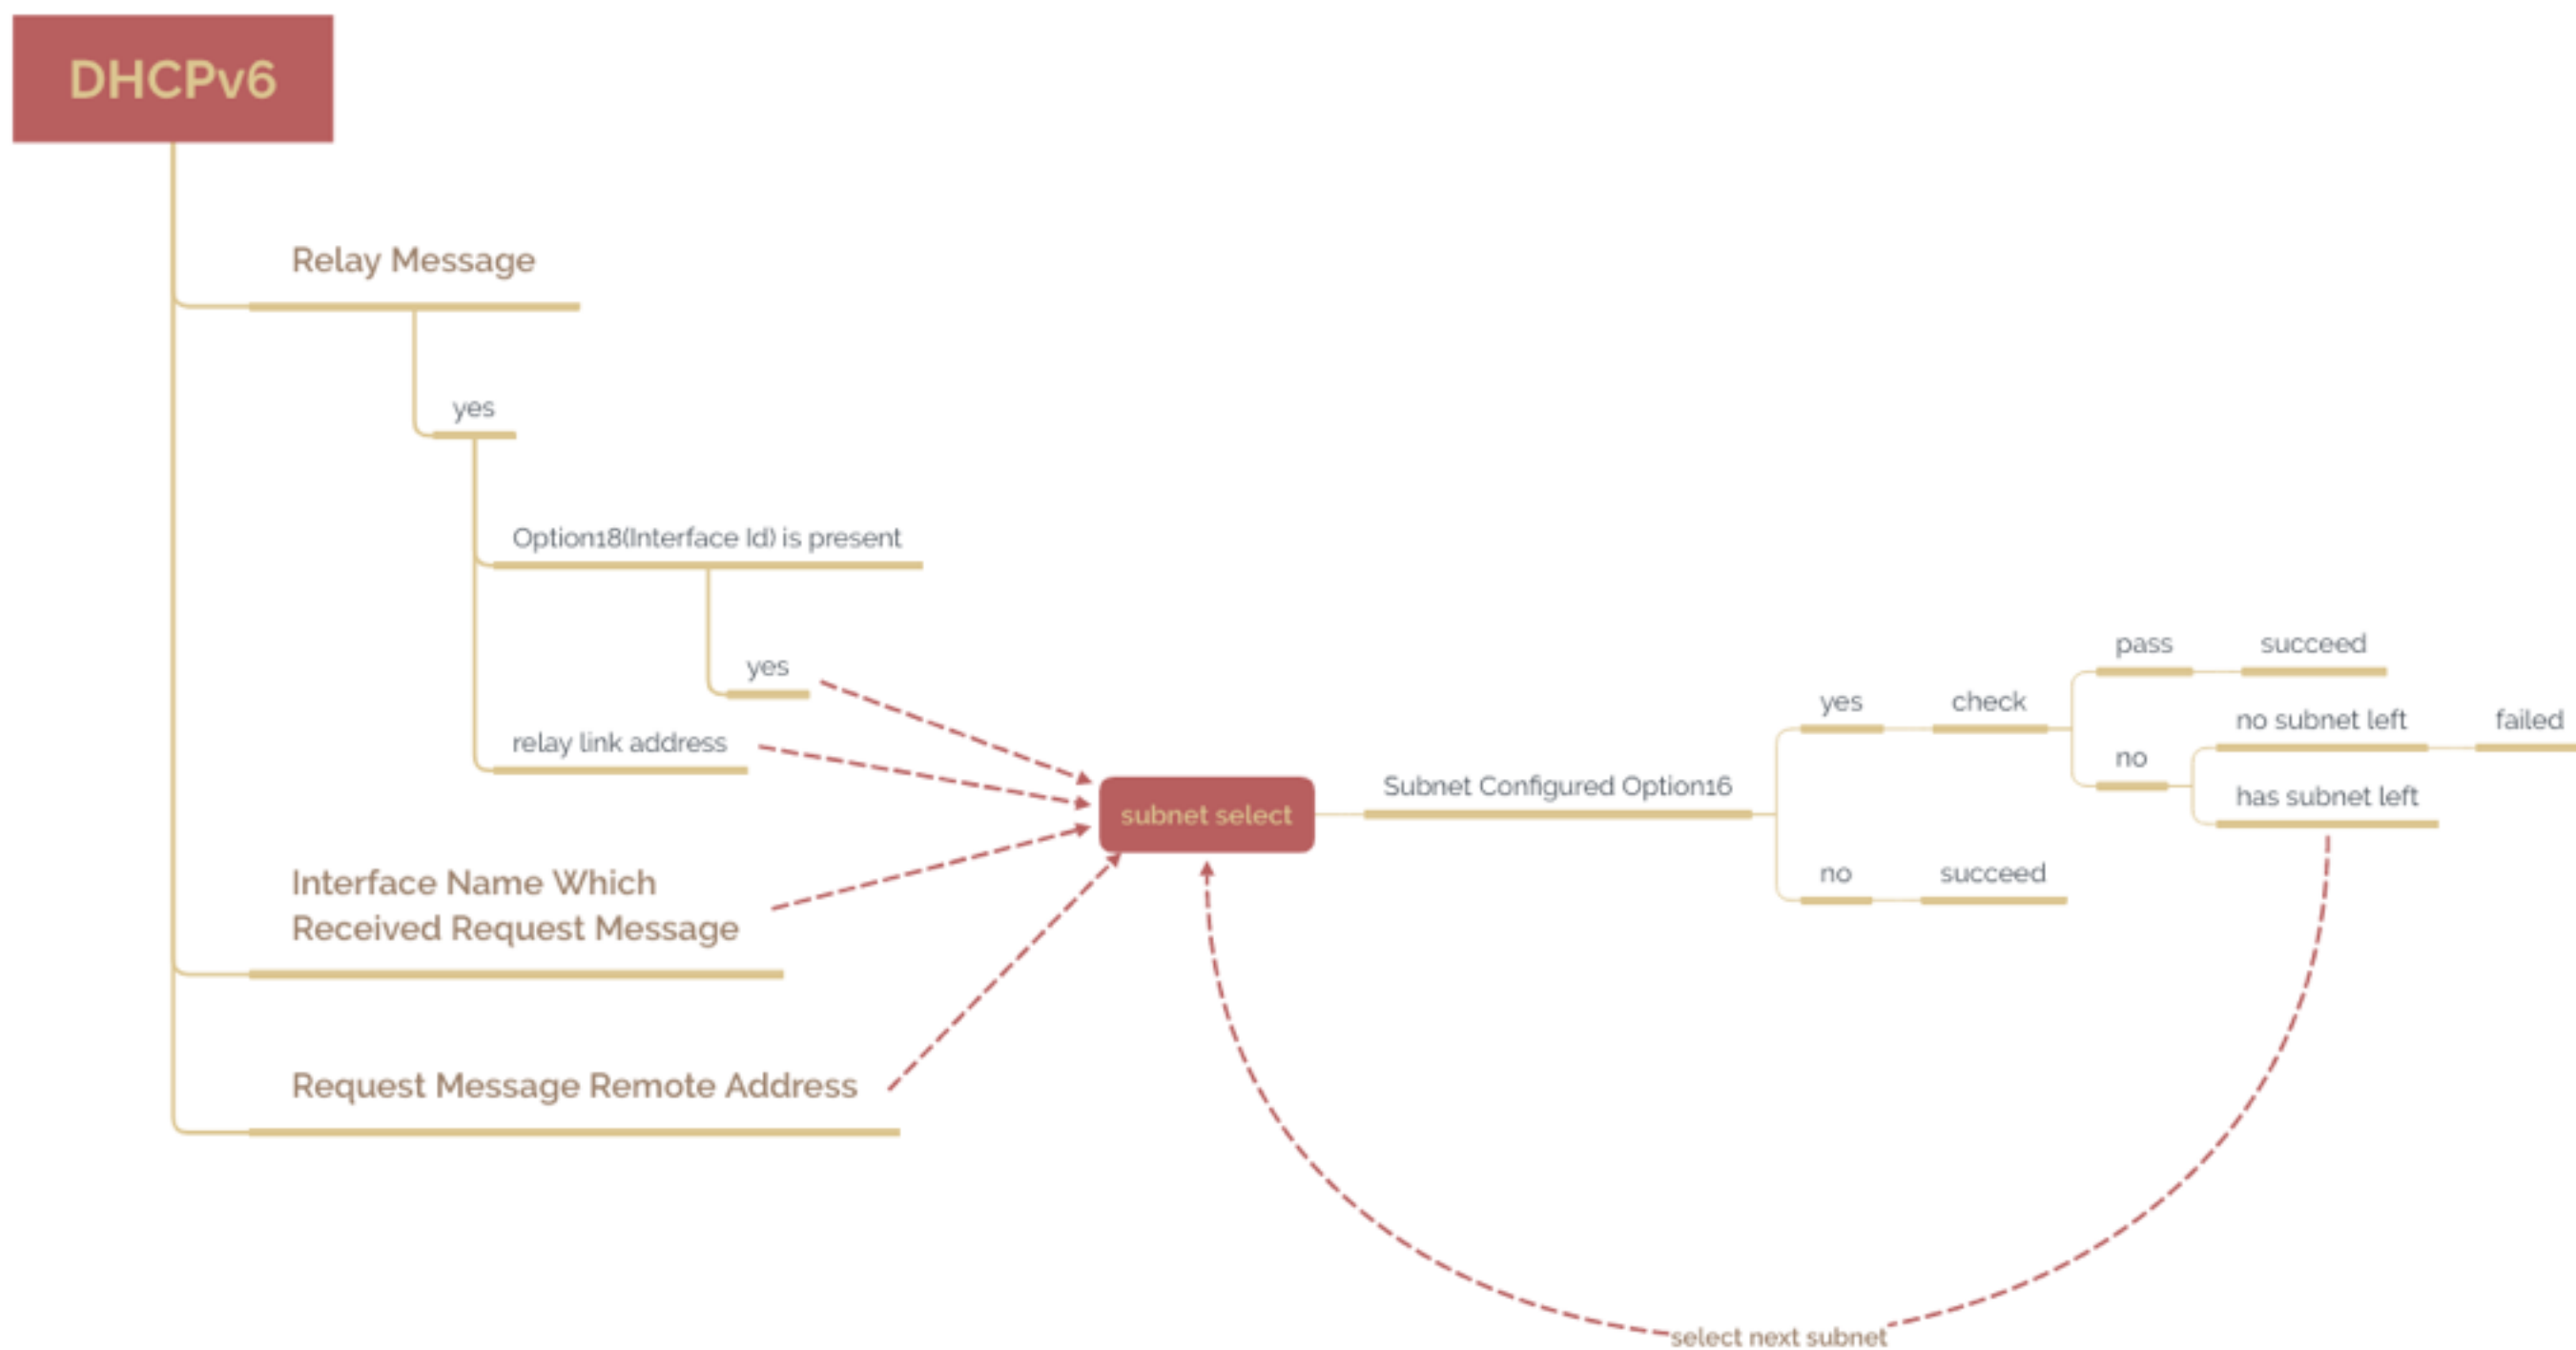 DHCPv6
Relay Message
yes
Option18(Interface Id) is present
yes
relay link address
Interface Name Which
Received Request Message
Request Message Remote Address
subnet select
Subnet Configured Option16
yes
check
pass
succeed
no
no subnet left
failed
has subnet left
no
succeed
select next subnet